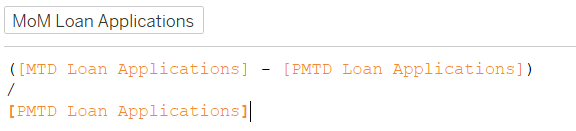 MoM Loan Applications
([MTD Loan Applications] - [PMTD Loan Applications])
/
[PMTD Loan Applications]